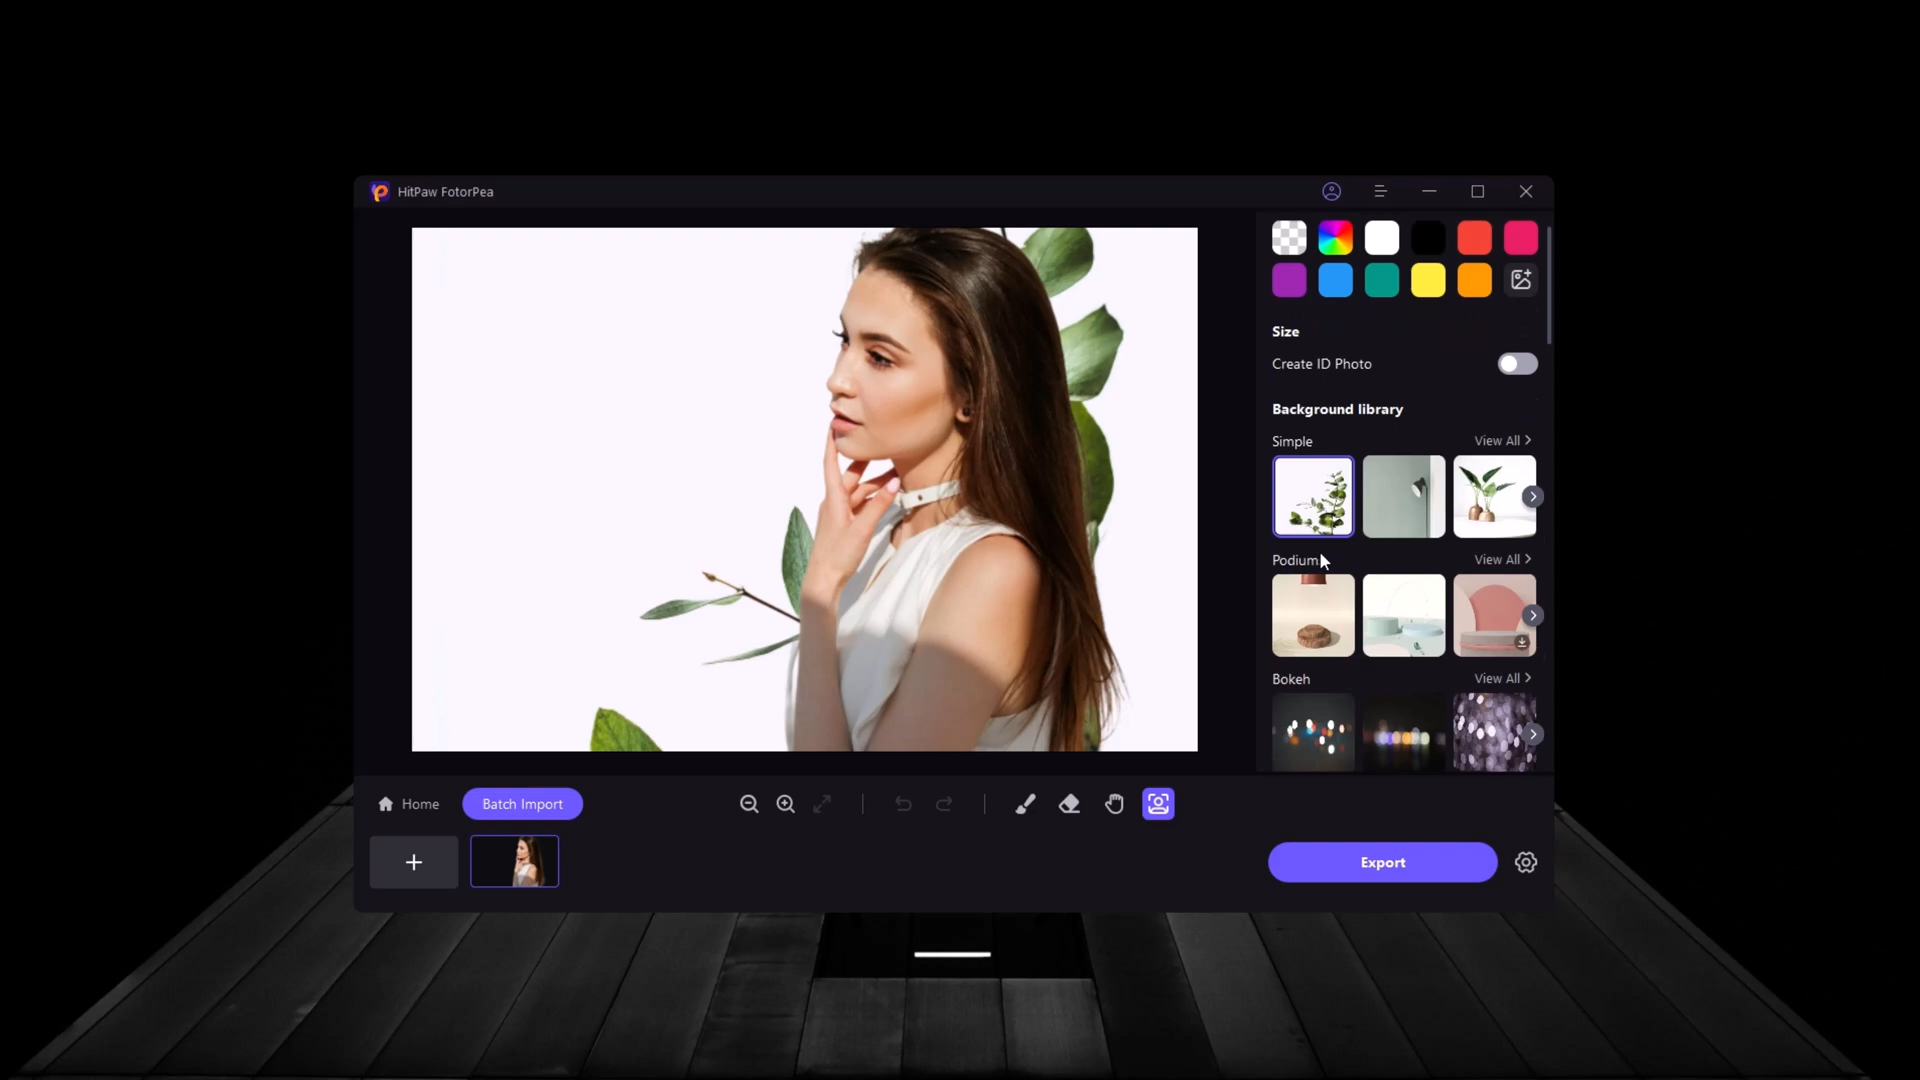 HitPaw FotorPea
Size
Create ID Photo
Background library
Simple
View All
Podium
View All
Bokeh
View All
Home
Batch Import
Export